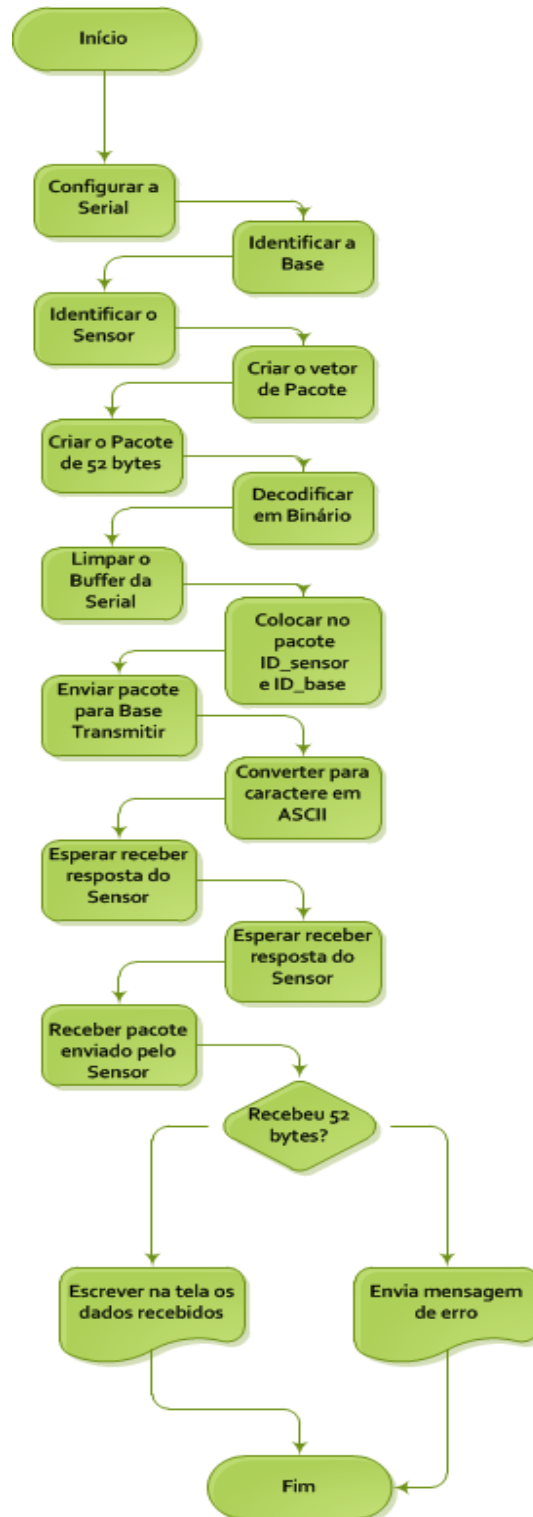 Início
Configurar a
Serial
Identificar a
Base
Identificar o
Sensor
Criar o vetor
de Pacote
Criar o Pacote
de 52 bytes
Decodificar
em Binário
Limpar o
Buffer da
Serial
Colocar no
pacote
ID_sensor
e ID_base
Enviar pacote
para Base
Transmitir
Converter para
caractere em
ASCII
Esperar receber
resposta do
Sensor
Esperar receber
resposta do
Sensor
Receber pacote
enviado pelo
Sensor
Recebeu 52
bytes?
Escrever na tela os
dados recebidos
Envia mensagem
de erro
Fim